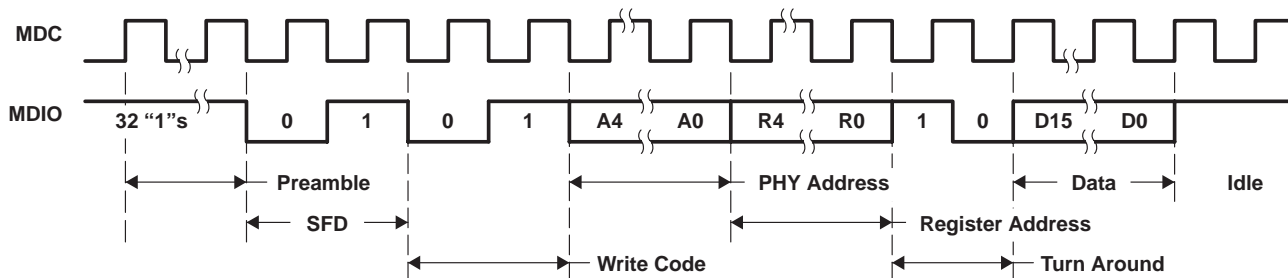 MDC
MDIO
32 “1”s 0 1 0 1 A4 A0 R4 R0 1 0 D15 D0
Preamble PHY Address Data Idle
SFD Register Address
Write Code Turn Around